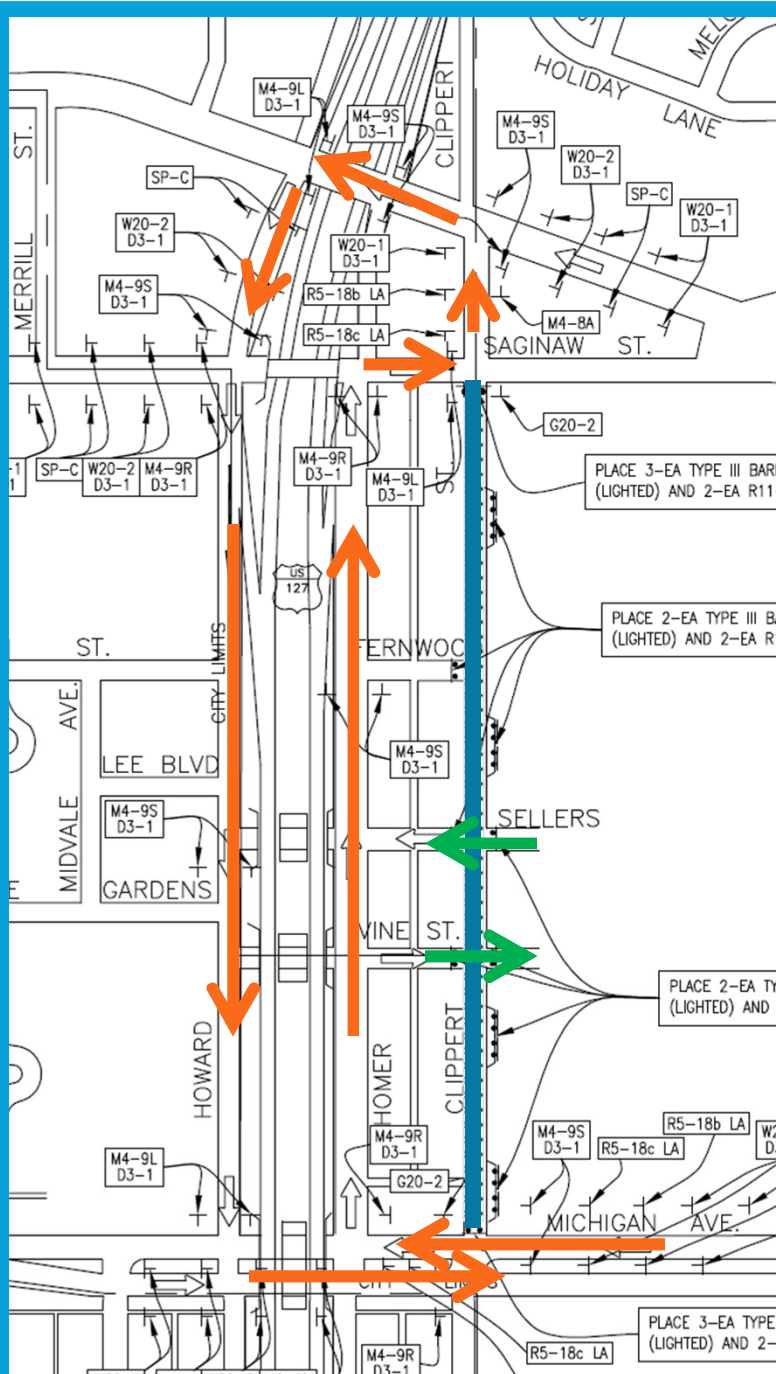 HOLIDAY
LANE
CLIPPERT
M4-9L
D3-1
M4-9S
D3-1
M4-9S
D3-1
W20-2
D3-1
SP-C
W20-1
D3-1
SP-C
ST.
MERRILL
W20-2
D3-1
W20-1
D3-1
M4-9S
D3-1
R5-18b LA
R5-18c LA
M4-8A
SAGINAW ST.
G20-2
SP-C
W20-2
D3-1
M4-9R
D3-1
M4-9R
D3-1
M4-9L
D3-1
ST.
PLACE 3-EA TYPE III BAR
(LIGHTED) AND 2-EA R11
US
127
PLACE 2-EA TYPE III BA
(LIGHTED) AND 2-EA R
ST.
CITY LIMITS
FERNWOO
AVE.
MIDVALE
LEE BLVD
M4-9S
D3-1
M4-9S
D3-1
SELLERS
GARDENS
VINE ST.
PLACE 2-EA TY
(LIGHTED) AND
HOWARD
HOMER
CLIPPERT
M4-9L
D3-1
M4-9R
D3-1
G20-2
M4-9S
D3-1
R5-18c LA
R5-18b LA
MICHIGAN AVE.
CITY LIMITS
PLACE 3-EA TYPE
(LIGHTED) AND 2-
M4-9R
D3-1
R5-18c LA